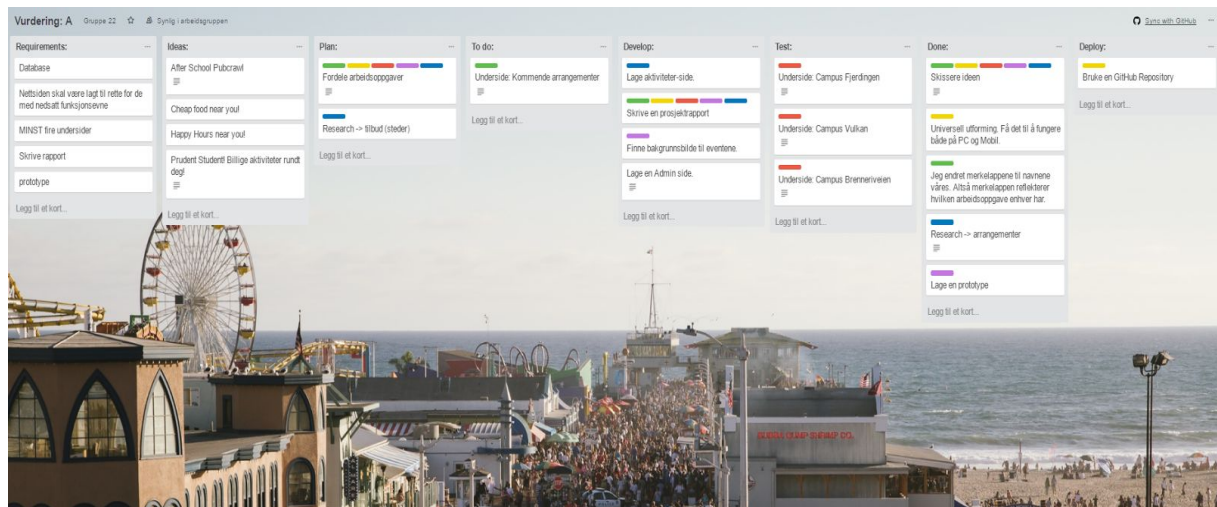 Vurdering: A
Gruppe 22
Synlig i arbeidsgruppen
Sync with GitHub
Requirements:
Database
Nettsiden skal være lagt til rette for de
med nedsatt funksjonsevne
MINST fire undersider
Skrive rapport
prototype
Legg til et kort...
Ideas:
After School Pubcrawl
Cheap food near you!
Happy Hours near you!
Prudent Student! Billige aktiviteter rundt
deg!
Legg til et kort...
Plan:
Fordele arbeidsoppgaver
Research -> tilbud (steder)
Legg til et kort...
To do:
Underside: Kommende arrangementer
Legg til et kort...
Develop:
Lage aktiviteter-side.
Skrive en prosjektrapport
Finne bakgrunnsbilde til eventene.
Lage en Admin side.
Legg til et kort...
Test:
Underside: Campus Fjerdingen
Underside: Campus Vulkan
Underside: Campus Brenneriveien
Legg til et kort...
Done:
Skissere ideen
Universell utforming. Få det til å fungere
både på PC og Mobil.
Jeg endret merkelappene til navnene
våres. Altså merkelappen reflekterer
hvilken arbeidsoppgave enhver har.
Research -> arrangementer
Lage en prototype
Legg til et kort...
Deploy:
Bruke en GitHub Repository
Legg til et kort...
BUBBA GUMP SHRIMP CO.